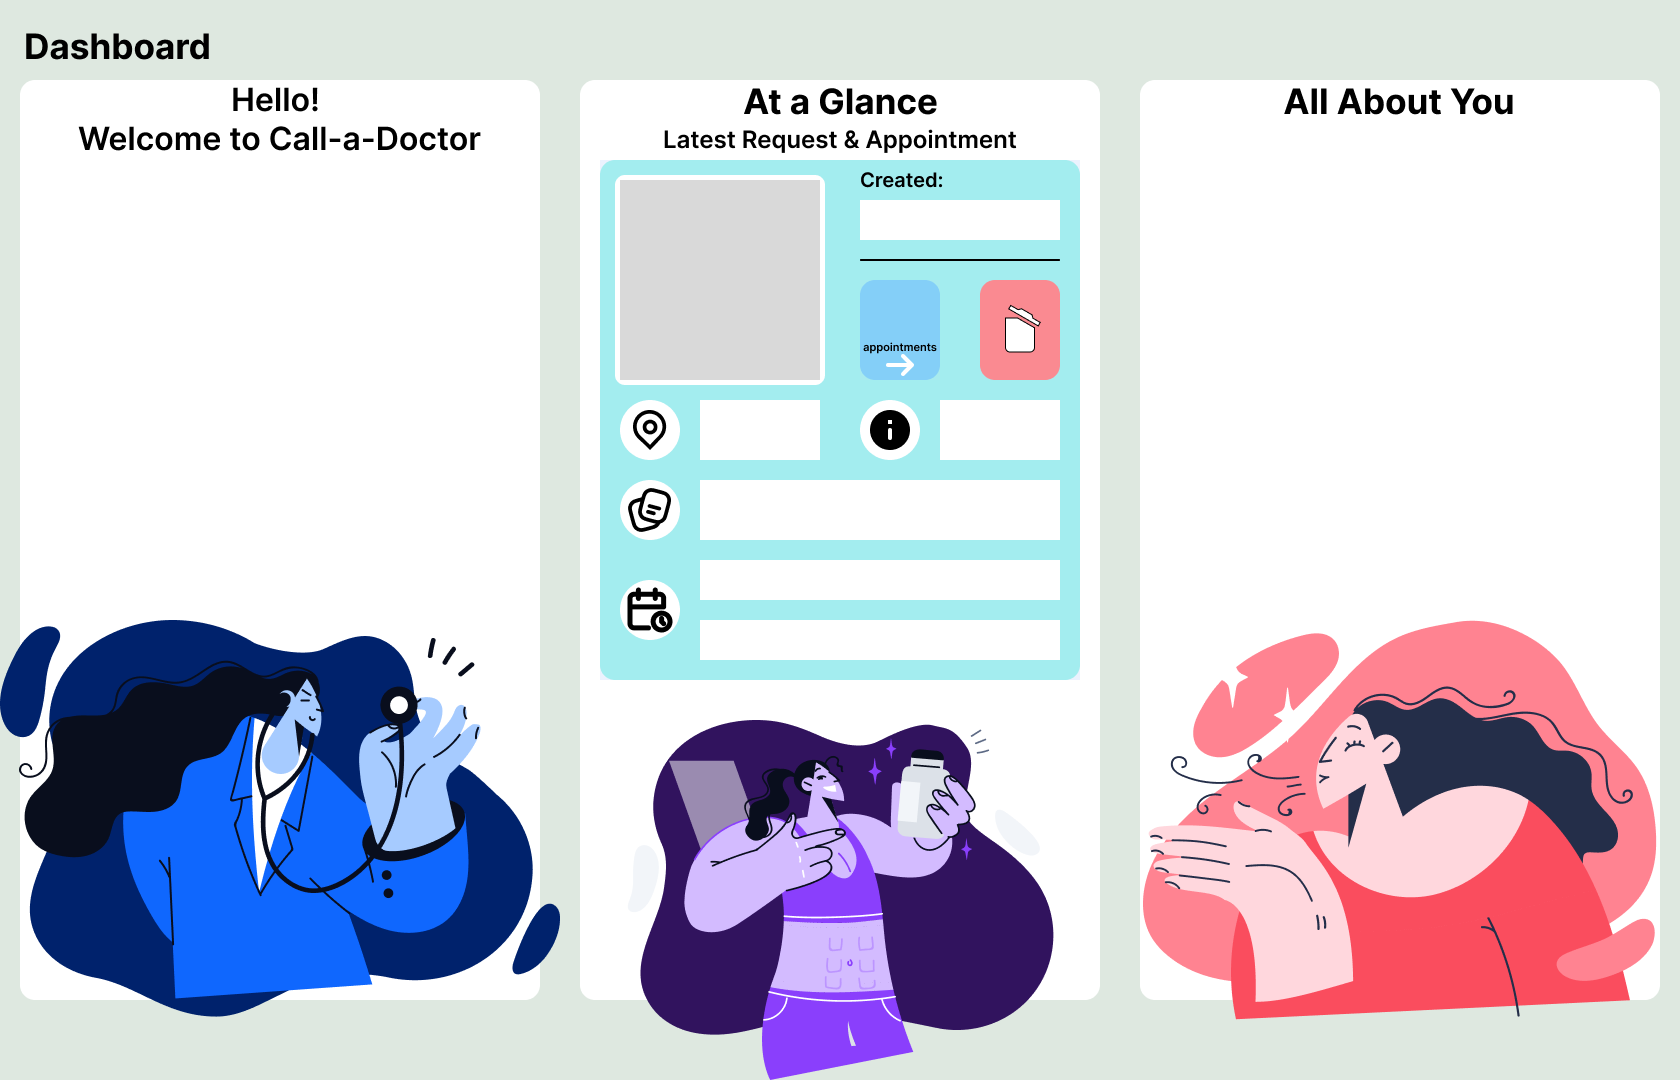 Dashboard
Hello!
Welcome to Call-a-Doctor
At a Glance
Latest Request & Appointment
Created:
appointments
All About You